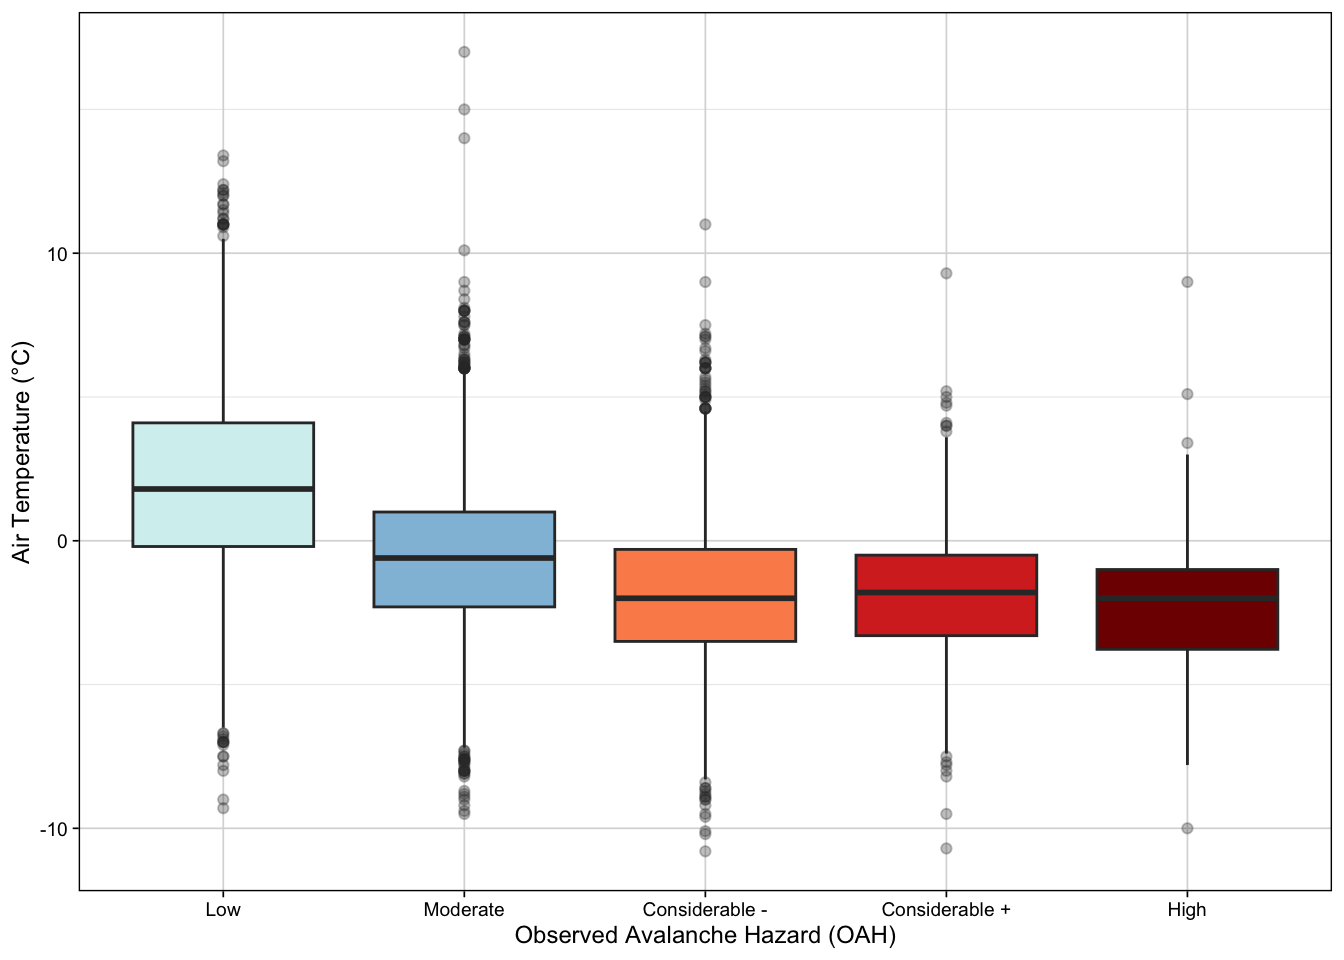 Air Temperature (°C)
10
0
-10
Low
Moderate
Considerable -
Considerable +
High
Observed Avalanche Hazard (OAH)